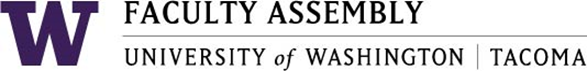 W
FACULTY ASSEMBLY
UNIVERSITY of WASHINGTON | TACOMA